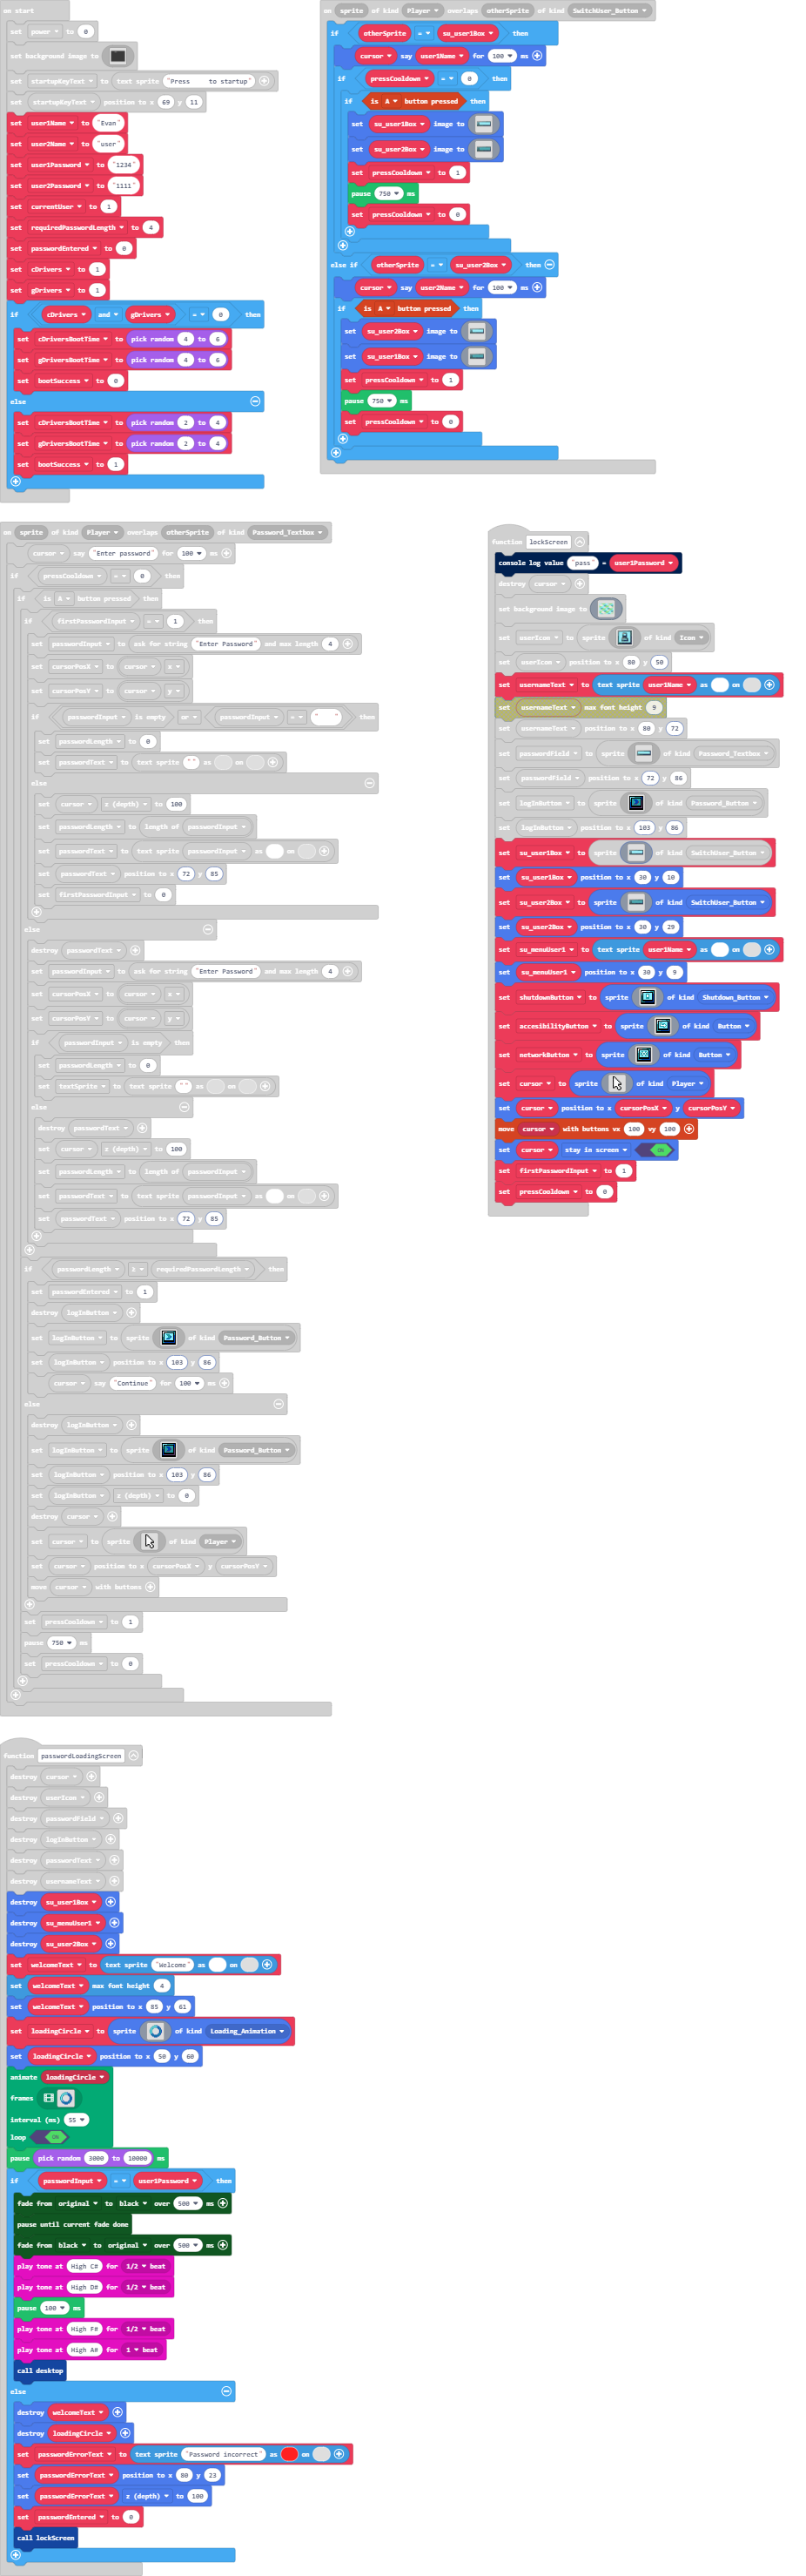 on start
set power to 0
set background image to
set startupKeyText to text sprite "Press to startup"
set startupKeyText position to x 69 y 11
set user1Name to "Evan"
set user2Name to "user"
set user1Password to "1234"
set user2Password to "1111"
set currentUser to 1
set requiredPasswordLength to 4
set passwordEntered to 0
set cDrivers to 1
set gDrivers to 1
if cDrivers and gDrivers = 0 then
set cDriversBootTime to pick random 4 to 6
set gDriversBootTime to pick random 4 to 6
set bootSuccess to 0
else
set cDriversBootTime to pick random 2 to 4
set gDriversBootTime to pick random 2 to 4
set bootSuccess to 1
on sprite of kind Player overlaps otherSprite of kind SwitchUser_Button
if otherSprite = su_user1Box then
cursor say user1Name for 100 ms
if pressCooldown = 0 then
if is A button pressed then
set su_user1Box image to
set su_user2Box image to
set pressCooldown to 1
pause 750 ms
set pressCooldown to 0
else if otherSprite = su_user2Box then
cursor say user2Name for 100 ms
if is A button pressed then
set su_user2Box image to
set su_user1Box image to
set pressCooldown to 1
pause 750 ms
set pressCooldown to 0
on sprite of kind Player overlaps otherSprite of kind Password_Textbox
cursor say "Enter password" for 100 ms
if pressCooldown = 0 then
if is A button pressed then
if firstPasswordInput = 1 then
set passwordInput to ask for string "Enter Password" and max length 4
set cursorPosX to cursor x
set cursorPosY to cursor y
if passwordInput is empty or passwordInput = " " then
set passwordLength to 0
set passwordText to text sprite "" as on
else
set cursor z (depth) to 100
set passwordLength to length of passwordInput
set passwordText to text sprite passwordInput as on
set passwordText position to x 72 y 85
set firstPasswordInput to 0
else
destroy passwordText
set passwordInput to ask for string "Enter Password" and max length 4
set cursorPosX to cursor x
set cursorPosY to cursor y
if passwordInput is empty then
set passwordLength to 0
set textSprite to text sprite "" as on
else
destroy passwordText
set cursor z (depth) to 100
set passwordLength to length of passwordInput
set passwordText to text sprite passwordInput as on
set passwordText position to x 72 y 85
if passwordLength requiredPasswordLength then
set passwordEntered to 1
destroy logInButton
set logInButton to sprite of kind Password_Button
set logInButton position to x 103 y 86
cursor say "Continue" for 100 ms
else
destroy logInButton
set logInButton to sprite of kind Password_Button
set logInButton position to x 103 y 86
set logInButton z (depth) to 0
destroy cursor
set cursor to sprite of kind Player
set cursor position to x cursorPosX y cursorPosY
move cursor with buttons
set pressCooldown to 1
pause 750 ms
set pressCooldown to 0
function lockScreen
console log value "pass" = user1Password
destroy cursor
set background image to
set userIcon to sprite of kind Icon
set userIcon position to x 80 y 50
set usernameText to text sprite user1Name as on
set usernameText max font height 9
set usernameText position to x 80 y 72
set passwordField to sprite of kind Password_Textbox
set passwordField position to x 72 y 86
set logInButton to sprite of kind Password_Button
set logInButton position to x 103 y 86
set su_user1Box to sprite of kind SwitchUser_Button
set su_user1Box position to x 30 y 10
set su_user2Box to sprite of kind SwitchUser_Button
set su_user2Box position to x 30 y 29
set su_menuUser1 to text sprite user1Name as on
set su_menuUser1 position to x 30 y 9
set shutdownButton to sprite of kind Shutdown_Button
set accesibilityButton to sprite of kind Button
set networkButton to sprite of kind Button
set cursor to sprite of kind Player
set cursor position to x cursorPosX y cursorPosY
move cursor with buttons vx 100 vy 100
set cursor stay in screen ON
set firstPasswordInput to 1
set pressCooldown to 0
function passwordLoadingScreen
destroy cursor
destroy userIcon
destroy passwordField
destroy logInButton
destroy passwordText
destroy usernameText
destroy su_user1Box
destroy su_menuUser1
destroy su_user2Box
set welcomeText to text sprite "Welcome" as on
set welcomeText max font height 4
set welcomeText position to x 85 y 61
set loadingCircle to sprite of kind Loading_Animation
set loadingCircle position to x 50 y 60
animate loadingCircle
frames
interval (ms) 55
loop ON
pause pick random 3000 to 10000 ms
if passwordInput = user1Password then
fade from original to black over 500 ms
pause until current fade done
fade from black to original over 500 ms
play tone at High C# for 1/2 beat
play tone at High D# for 1/2 beat
pause 100 ms
play tone at High F# for 1/2 beat
play tone at High A# for 1 beat
call desktop
else
destroy welcomeText
destroy loadingCircle
set passwordErrorText to text sprite "Password incorrect" as on
set passwordErrorText position to x 80 y 23
set passwordErrorText z (depth) to 100
set passwordEntered to 0
call lockScreen